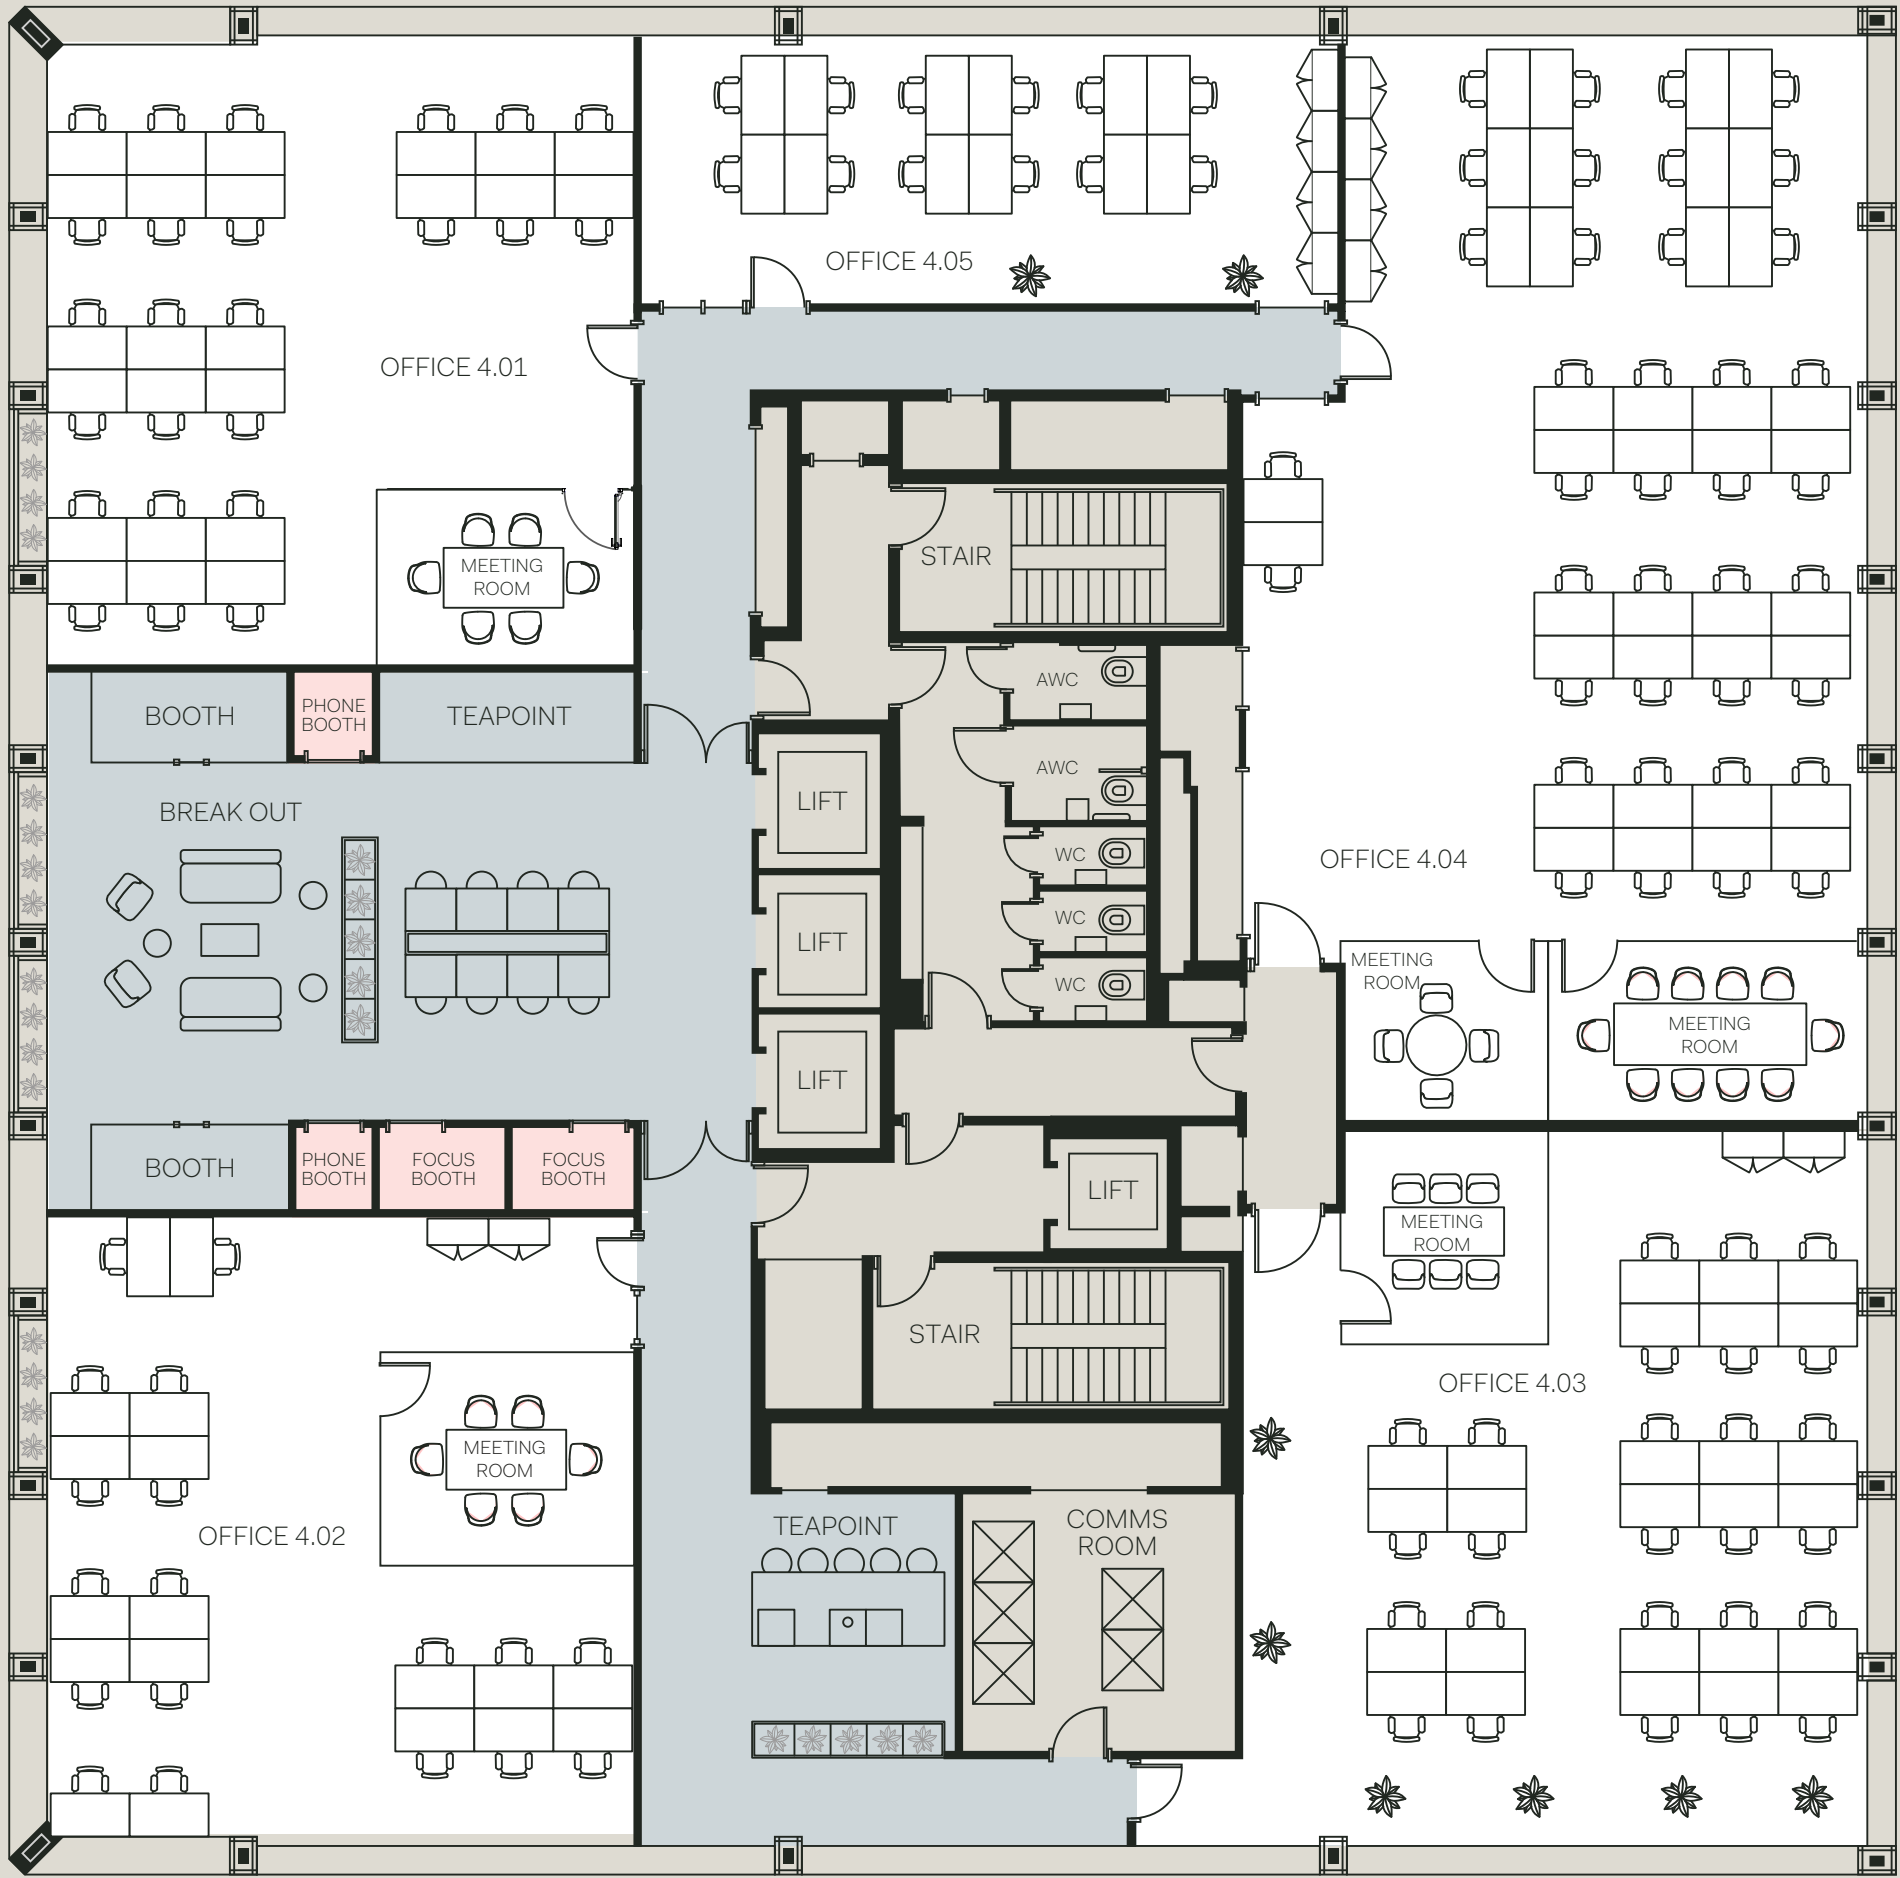 OFFICE 4.05
OFFICE 4.01
MEETING
ROOM
STAIR
BOOTH
PHONE
BOOTH
TEAPOINT
AWC
AWC
BREAK OUT
LIFT
WC
OFFICE 4.04
LIFT
WC
MEETING
ROOM
WC
LIFT
MEETING
ROOM
BOOTH
PHONE
BOOTH
FOCUS
BOOTH
FOCUS
BOOTH
LIFT
MEETING
ROOM
STAIR
OFFICE 4.03
MEETING
ROOM
OFFICE 4.02
TEAPOINT
COMMS
ROOM